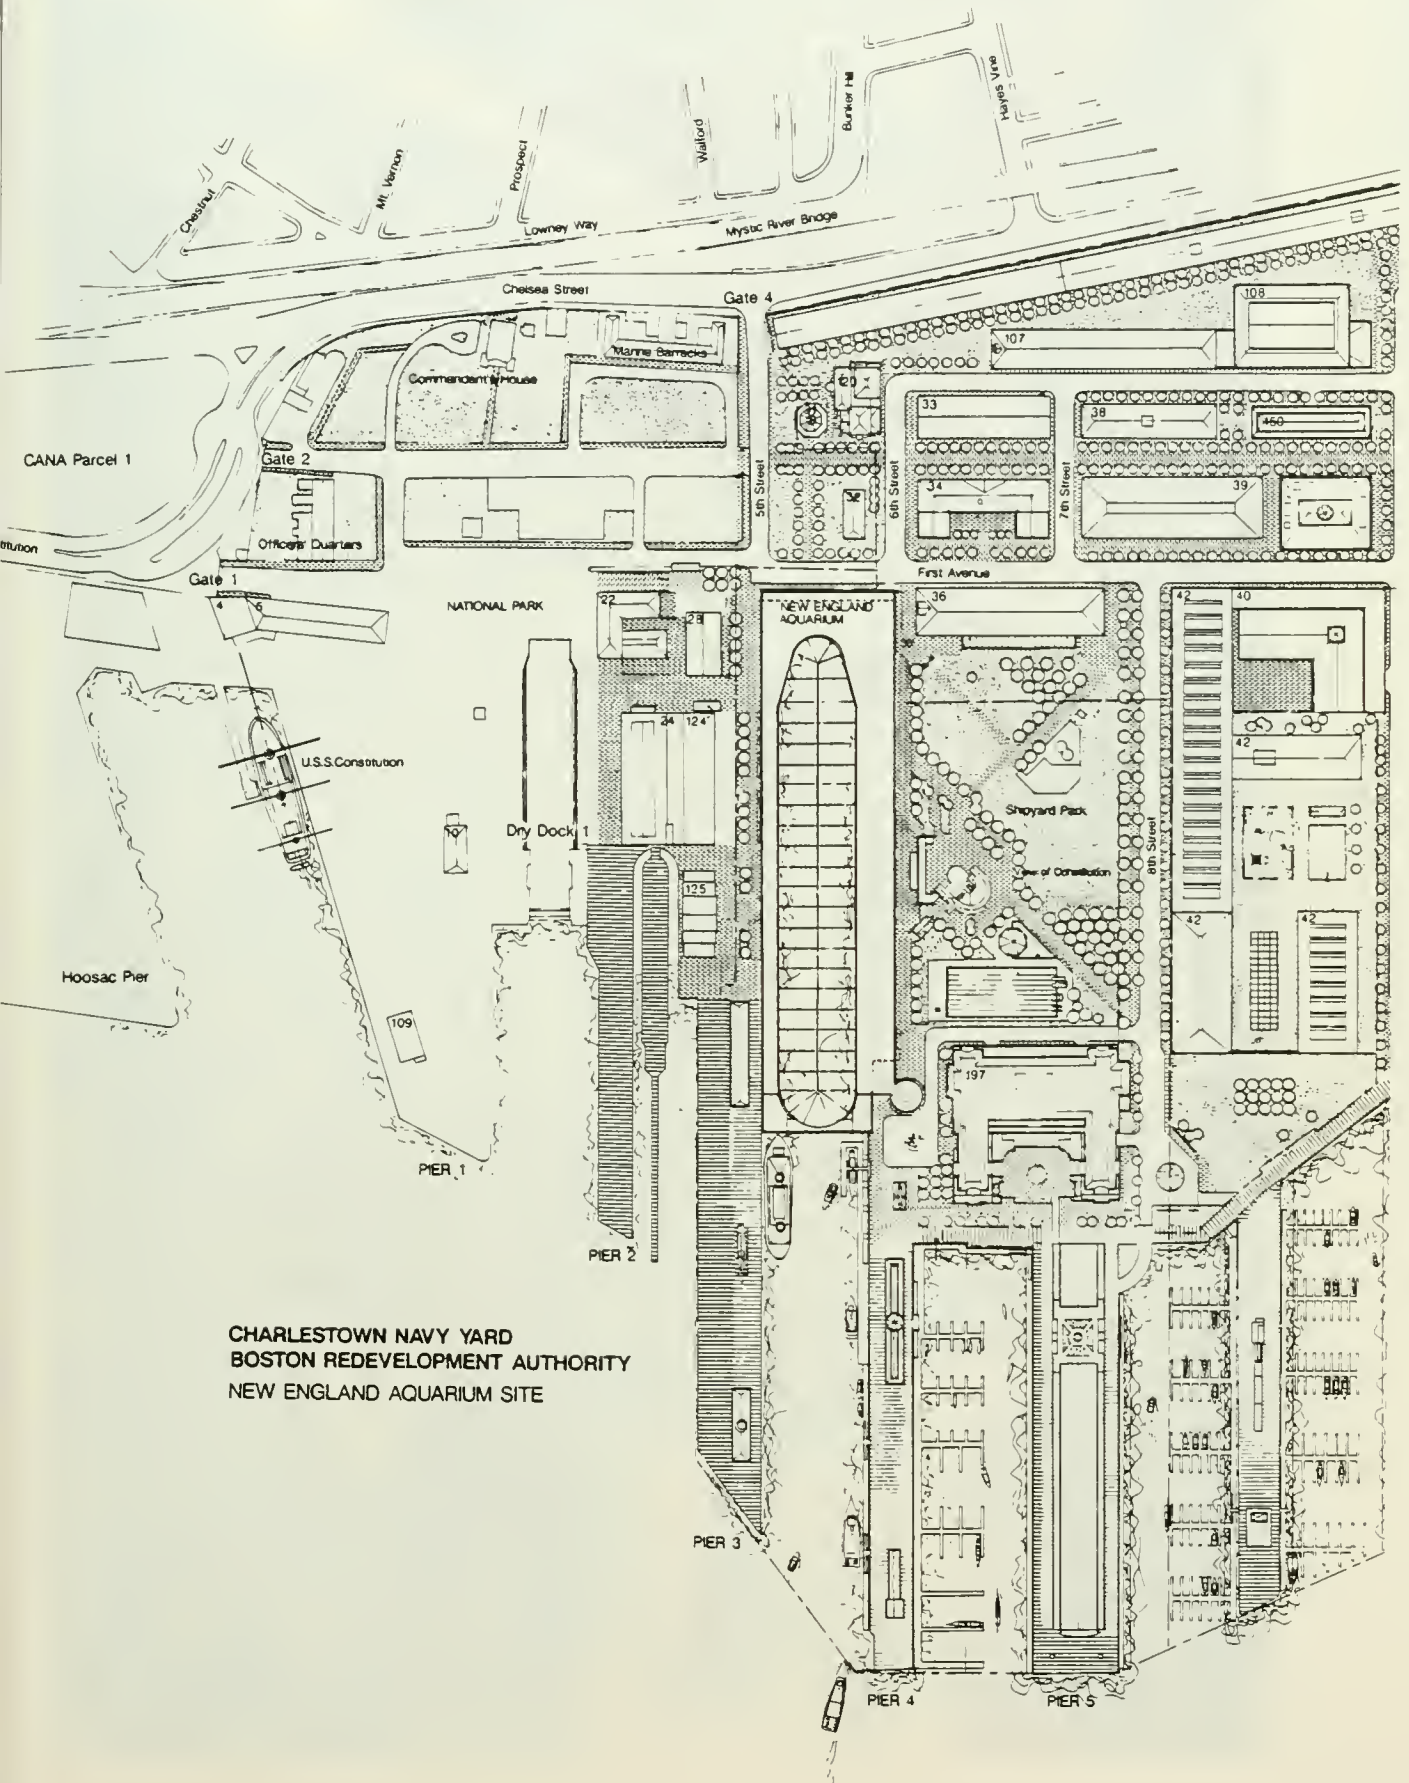 Hayes Vine
Bunker Hill
Walford
Prospect
Mt. Vernon
Chestnut
Lowney Way
Mystic River Bridge
Chelsea Street
Gate 4
108
107
Marine Barracks
Commandant's House
120
33
38
450
CANA Parcel 1
Gate 2
5th Street
6th Street
7th Street
34
39
Officers' Quarters
Gate 1
First Avenue
4
5
NATIONAL PARK
22
28
NEW ENGLAND
AQUARIUM
36
42
40
24
124
42
U.S.S. Constitution
10
Dry Dock 1
Shipyard Park
8th Street
View of Constitution
125
42
42
Hoosac Pier
109
197
PIER 1
PIER 2
CHARLESTOWN NAVY YARD
BOSTON REDEVELOPMENT AUTHORITY
NEW ENGLAND AQUARIUM SITE
PIER 3
PIER 4
PIER 5